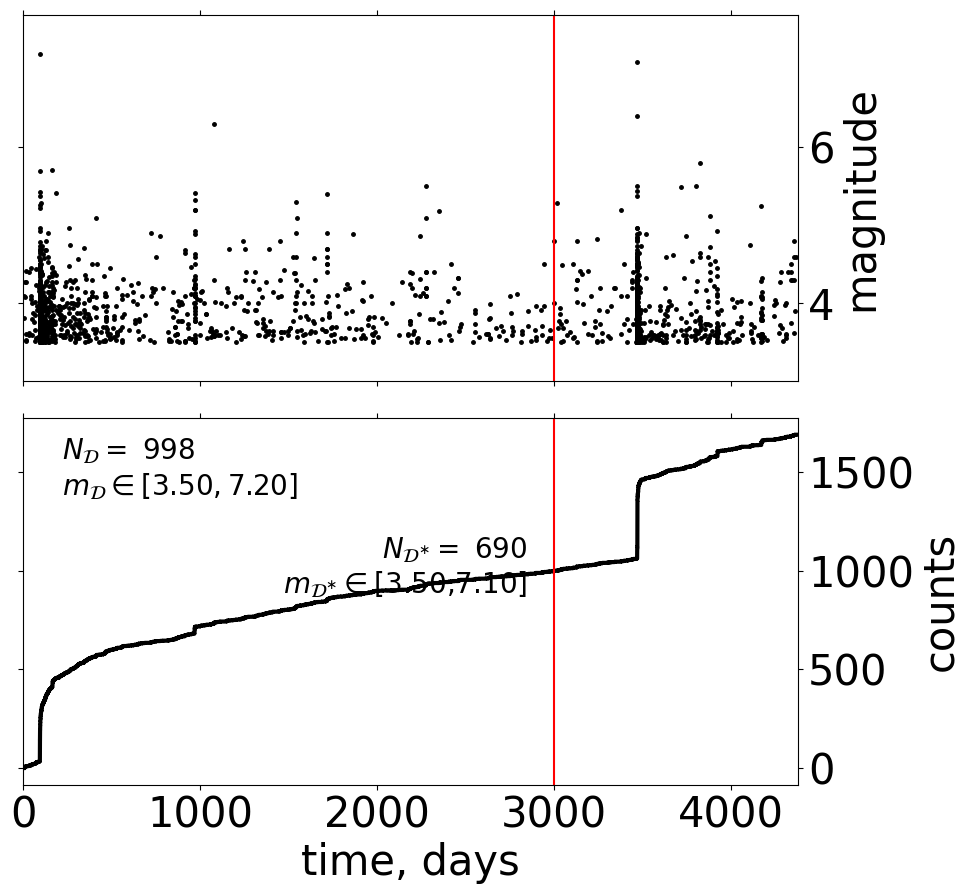 6
4
magnitude
N𝒟 = 998
m𝒟 ∈ [3.50, 7.20]
N𝒟* = 690
m𝒟* ∈ [3.50,7.10]
1500
1000
500
0
counts
0 1000 2000 3000 4000
time, days